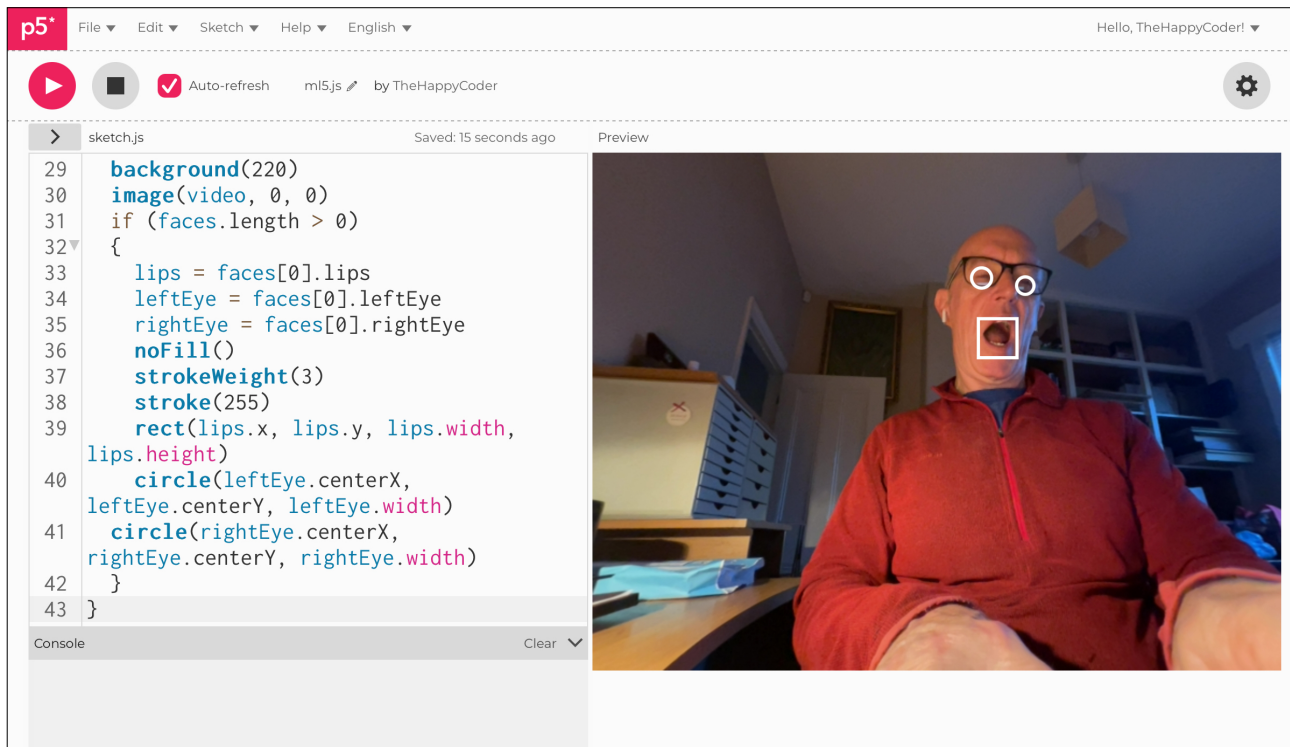 p5* File Edit Sketch Help English Hello, TheHappyCoder!
Auto-refresh ml5.js by TheHappyCoder
sketch.js Saved: 15 seconds ago Preview
29 background(220)
30 image(video, 0, 0)
31 if (faces.length > 0)
32 {
33 lips = faces[0].lips
34 leftEye = faces[0].leftEye
35 rightEye = faces[0].rightEye
36 noFill()
37 strokeWeight(3)
38 stroke(255)
39 rect(lips.x, lips.y, lips.width,
lips.height)
40 circle(leftEye.centerX,
leftEye.centerY, leftEye.width)
41 circle(rightEye.centerX,
rightEye.centerY, rightEye.width)
42 }
43 }
Console Clear